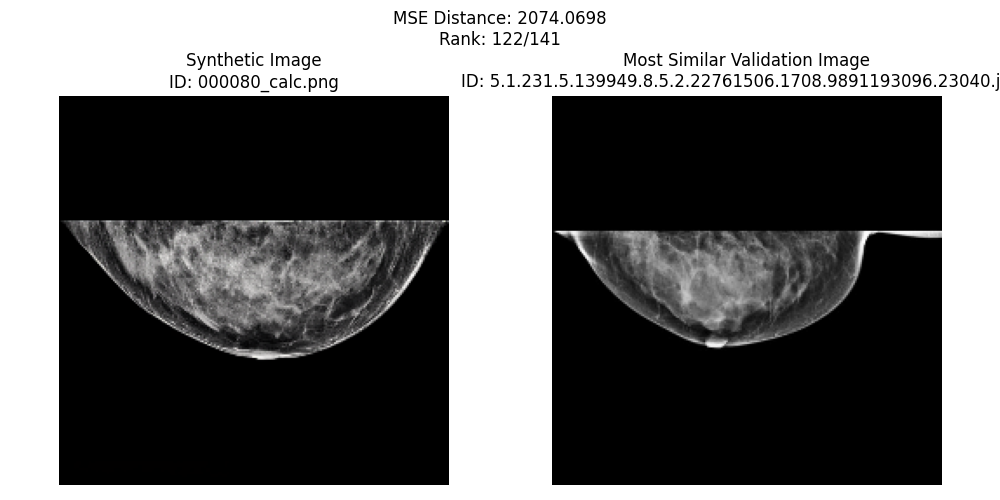 MSE Distance: 2074.0698
Rank: 122/141
Synthetic Image
ID: 000080_calc.png
Most Similar Validation Image
ID: 5.1.231.5.139949.8.5.2.22761506.1708.9891193096.23040.j